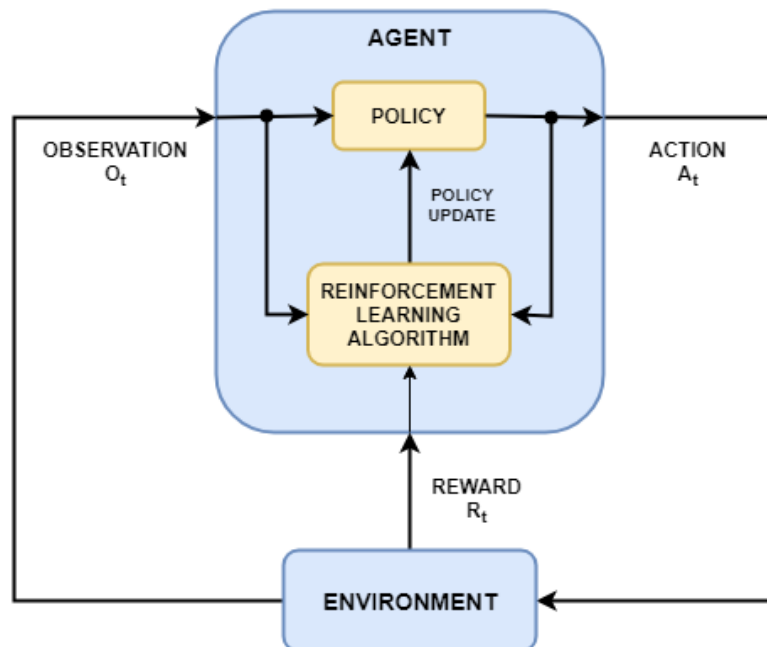 AGENT
POLICY
OBSERVATION
Oₜ
ACTION
Aₜ
POLICY
UPDATE
REINFORCEMENT
LEARNING
ALGORITHM
REWARD
Rₜ
ENVIRONMENT